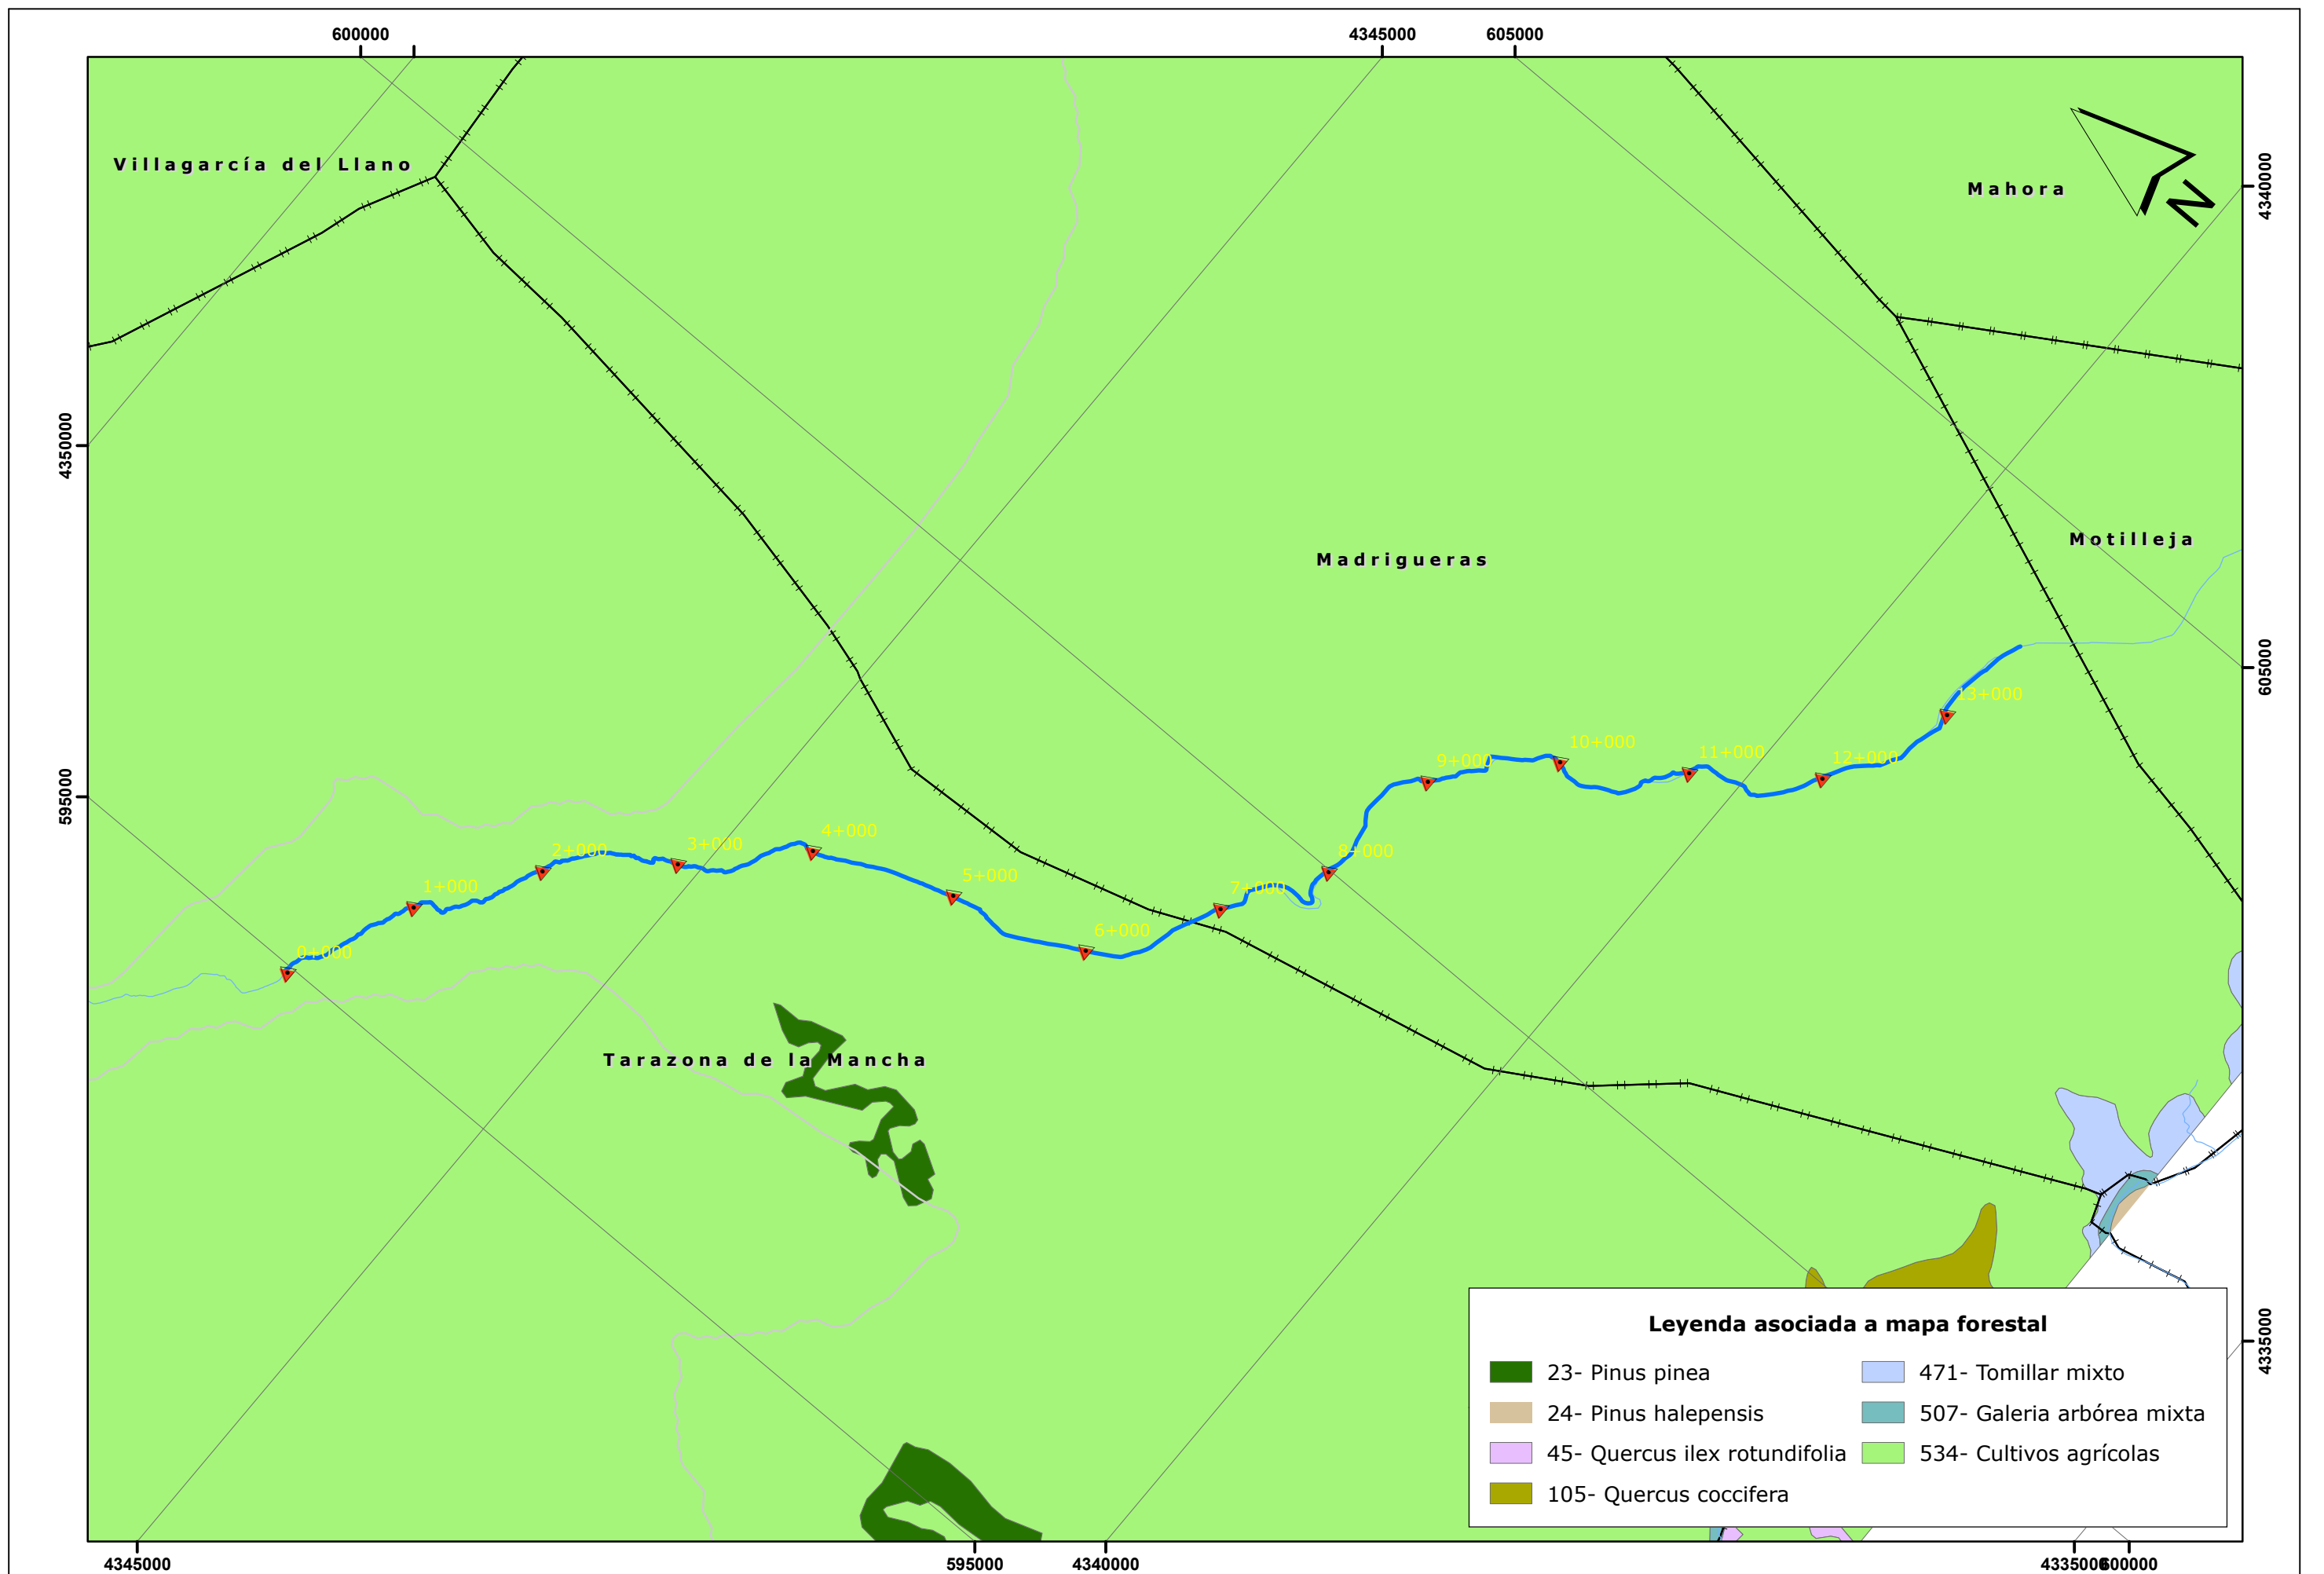 600000
4345000
605000
Villagarcía del Llano
Mahora
N
4340000
4350000
Motilleja
Madrigueras
605000
13+000
595000
10+000
11+000
9+000
12+000
4+000
3+000
2+000
8+000
5+000
1+000
7+000
6+000
0+000
Tarazona de la Mancha
4335000
Leyenda asociada a mapa forestal
23- Pinus pinea
24- Pinus halepensis
45- Quercus ilex rotundifolia
105- Quercus coccifera
471- Tomillar mixto
507- Galeria arbórea mixta
534- Cultivos agrícolas
4345000
595000
4340000
4335000
600000